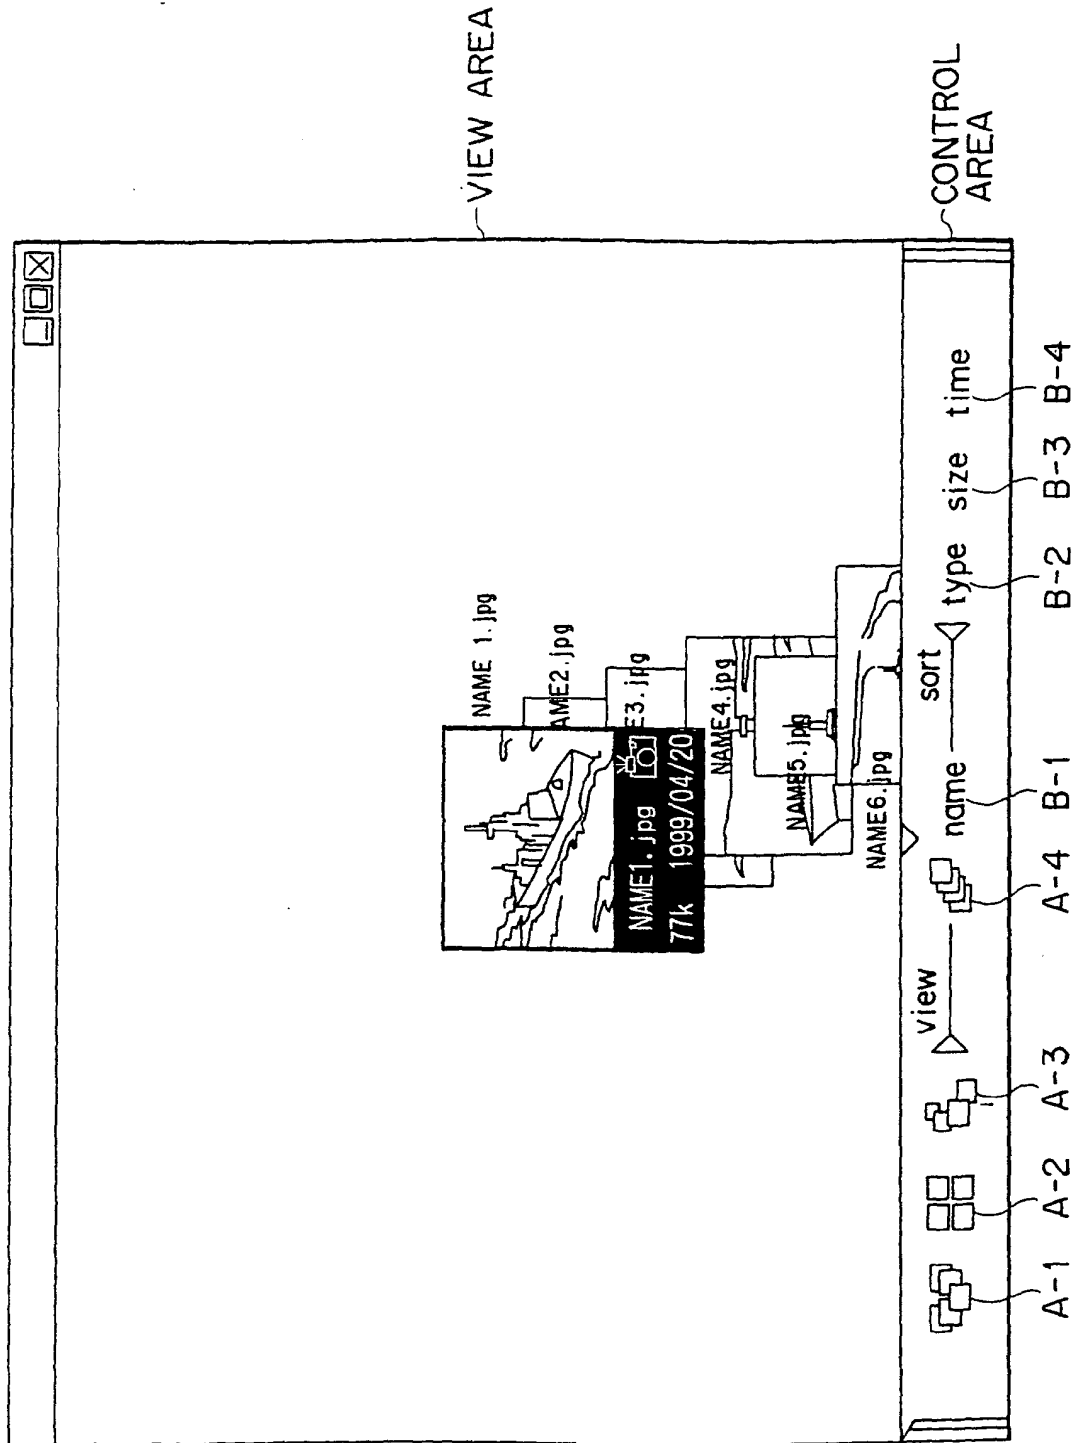 VIEW AREA
NAME 1.jpg
AME2.jpg
E3.jpg
NAME4.jpg
NAME5.jpg
NAME6.jpg
NAME1.jpg
77k 1999/04/20
view
sort
name
type
size
time
CONTROL
AREA
A-1
A-2
A-3
A-4
B-1
B-2
B-3
B-4